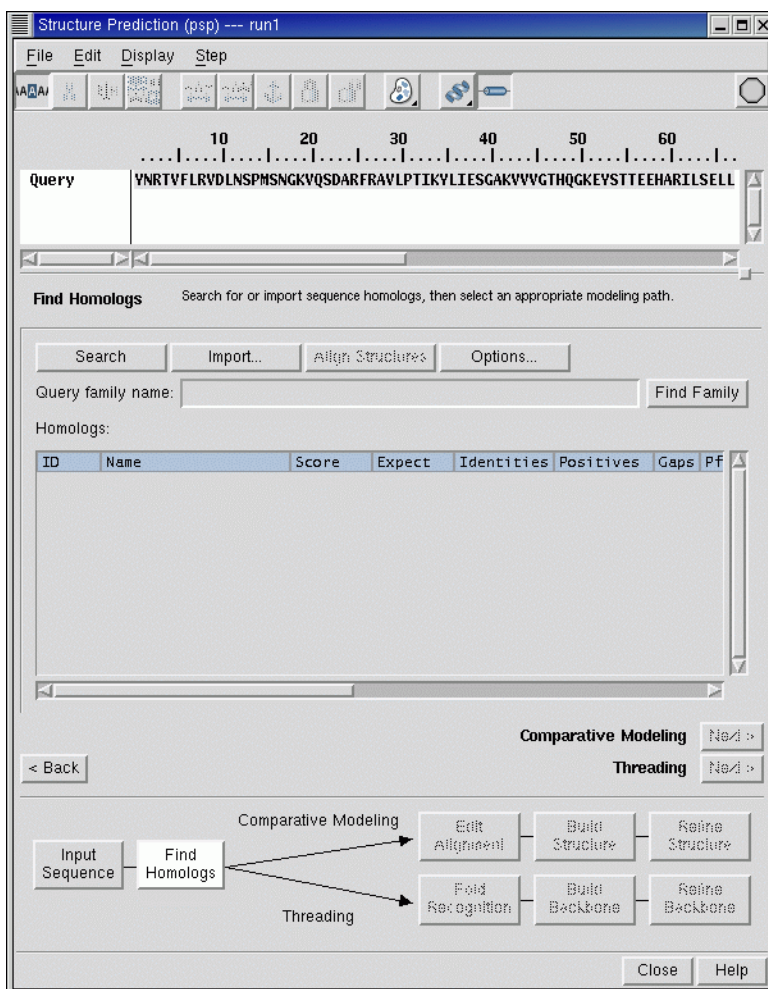 Structure Prediction (psp) --- run1
File Edit Display Step
10 20 30 40 50 60
....|....|....|....|....|....|....|....|....|....|....|....|....|..
Query YNRTVFLRVDLNSPMSNGKVQSDARFRAVLPTIKYLIESGAKVVVGTHQGKEYSTTEEHARILSELL
Find Homologs Search for or import sequence homologs, then select an appropriate modeling path.
Search Import... Align Structures Options...
Query family name: Find Family
Homologs:
ID Name Score Expect Identities Positives Gaps Pf
Comparative Modeling Next >
< Back Threading Next >
Comparative Modeling
Input Sequence
Find Homologs
Edit Alignment
Build Structure
Refine Structure
Threading
Fold Recognition
Build Backbone
Refine Backbone
Close Help